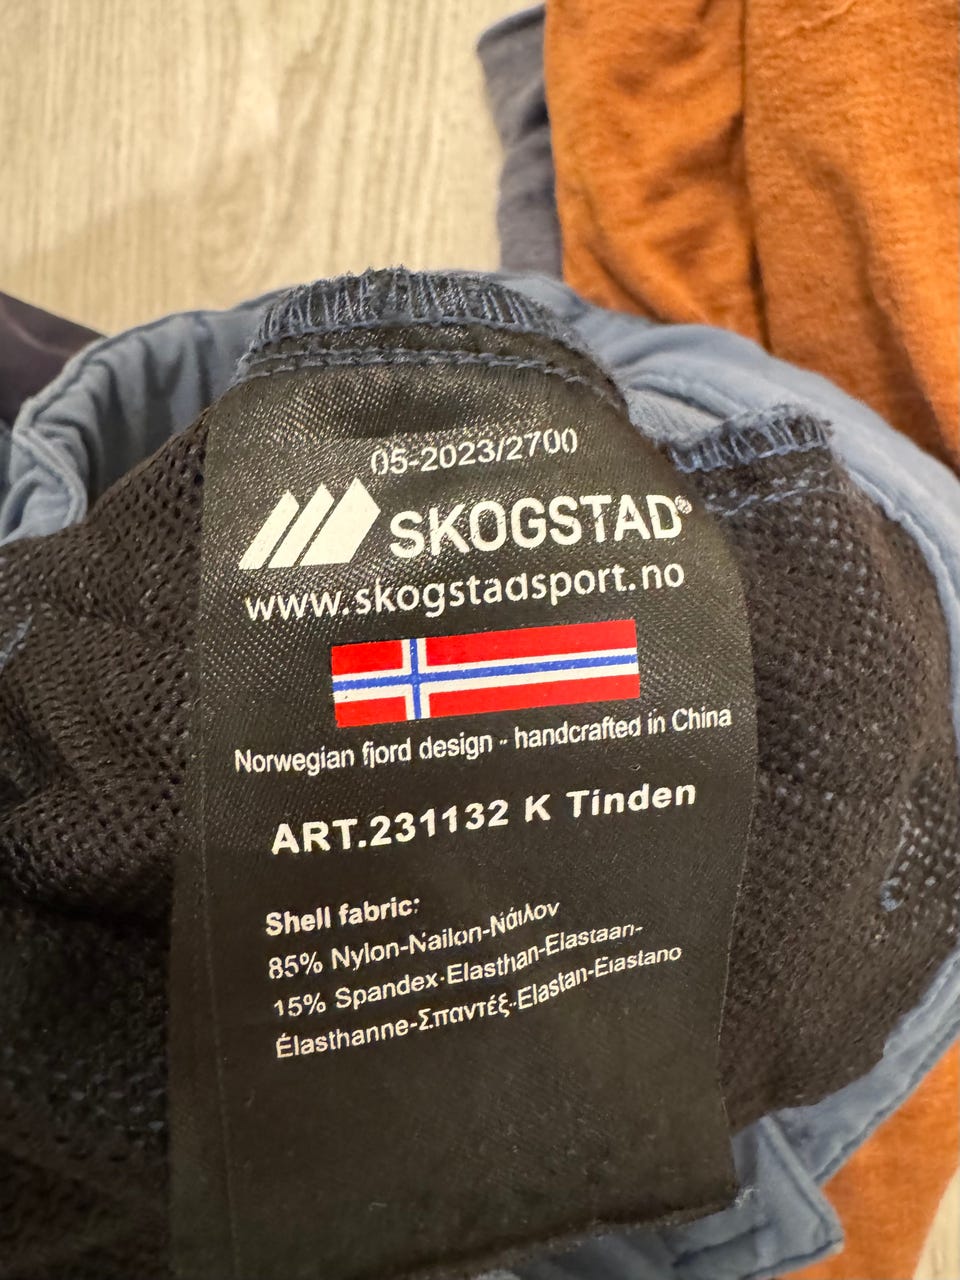 05-2023/2700
SKOGSTAD®
www.skogstadsport.no
Norwegian fjord design - handcrafted in China
ART.231132 K Tinden
Shell fabric:
85% Nylon-Nailon-Νάιλον
15% Spandex-Elasthan-Elastaan-
Élasthanne-Σπαντέξ-Elastan-Elastano